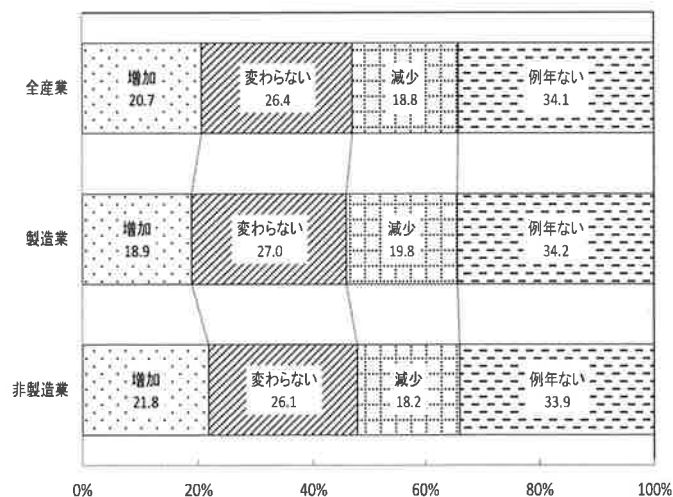 全産業
増加
20.7
変わらない
26.4
減少
18.8
例年ない
34.1
製造業
増加
18.9
変わらない
27.0
減少
19.8
例年ない
34.2
非製造業
増加
21.8
変わらない
26.1
減少
18.2
例年ない
33.9
0%
20%
40%
60%
80%
100%